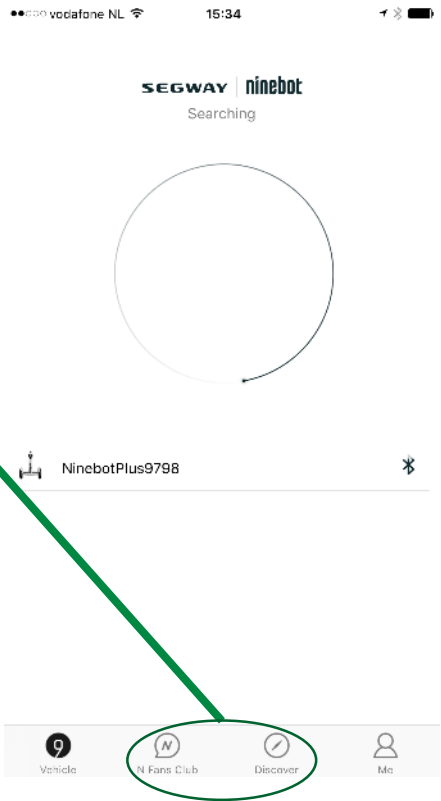 vodafone NL 15:34
SEGWAY ninebot
Searching
NinebotPlus9798
Vehicle N Fans Club Discover Me